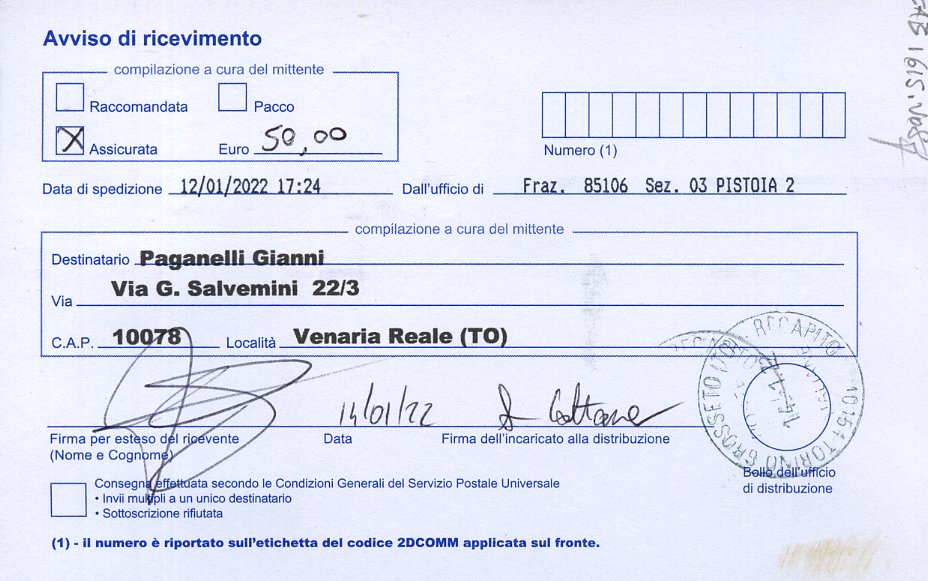 Avviso di ricevimento
compilazione a cura del mittente
Raccomandata Pacco
X Assicurata Euro 50,00
Numero (1)
Data di spedizione 12/01/2022 17:24 Dall'ufficio di Fraz. 85106 Sez. 03 PISTOIA 2
compilazione a cura del mittente
Destinatario Paganelli Gianni
Via Via G. Salvemini 22/3
C.A.P. 10078 Località Venaria Reale (TO)
14/01/22
Firma per esteso del ricevente Data Firma dell'incaricato alla distribuzione
(Nome e Cognome)
RECAPITO 10151 TORINO GROSSETO (TO)
Bollo dell'ufficio
di distribuzione
Consegna effettuata secondo le Condizioni Generali del Servizio Postale Universale
• Invii multipli a un unico destinatario
• Sottoscrizione rifiutata
(1) - il numero è riportato sull'etichetta del codice 2DCOMM applicata sul fronte.